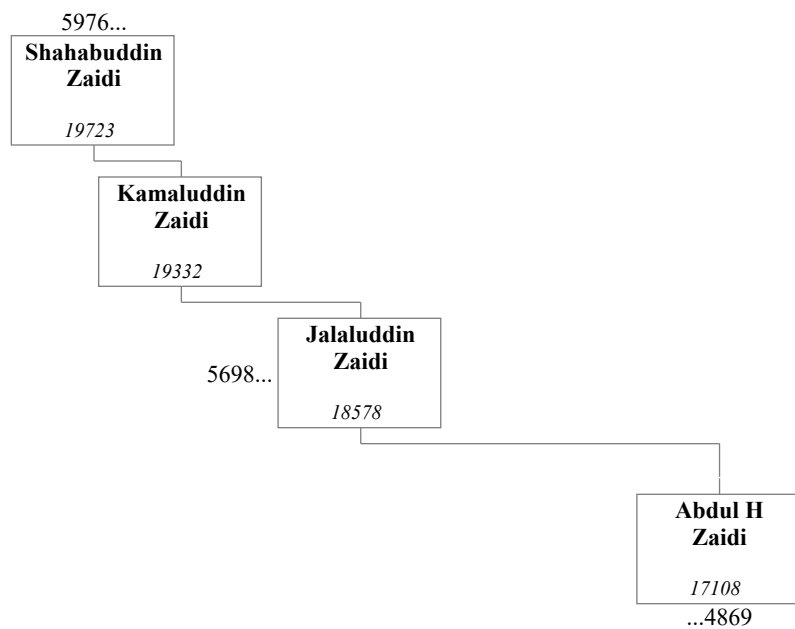 5976...
Shahabuddin
Zaidi
19723
Kamaluddin
Zaidi
19332
Jalaluddin
Zaidi
5698...
18578
Abdul H
Zaidi
17108
...4869